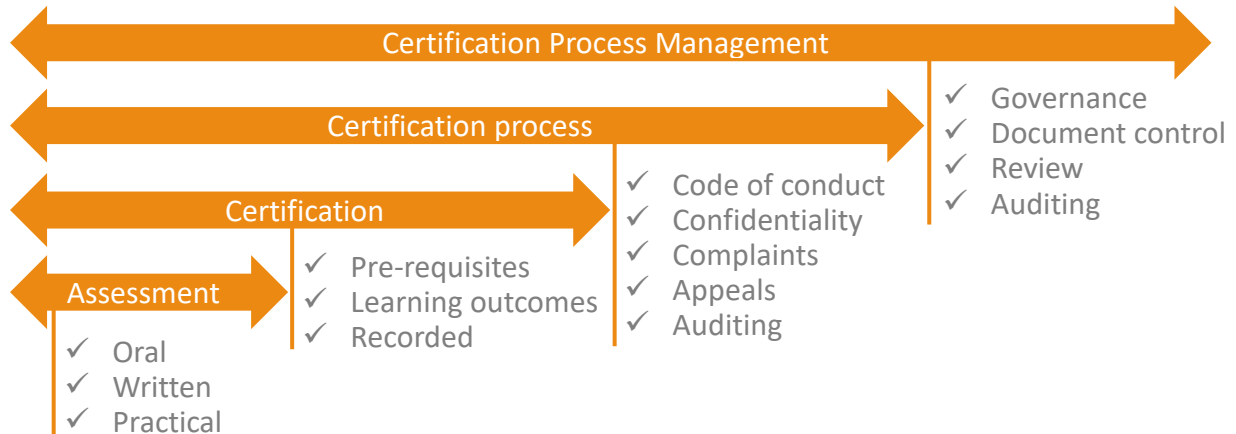 Certification Process Management
✓ Governance
✓ Document control
✓ Review
✓ Auditing
Certification process
✓ Code of conduct
✓ Confidentiality
✓ Complaints
✓ Appeals
✓ Auditing
Certification
✓ Pre-requisites
✓ Learning outcomes
✓ Recorded
Assessment
✓ Oral
✓ Written
✓ Practical